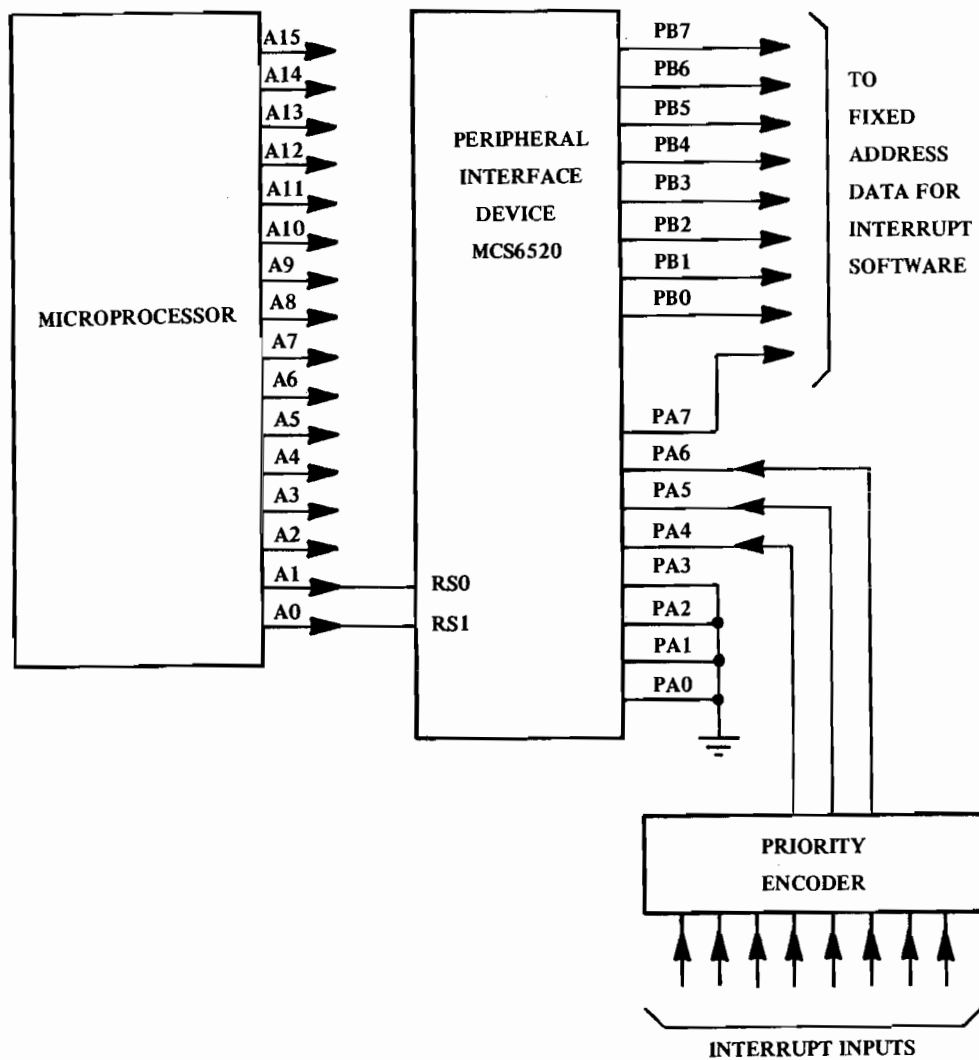 MICROPROCESSOR
A15
A14
A13
A12
A11
A10
A9
A8
A7
A6
A5
A4
A3
A2
A1
A0
PERIPHERAL
INTERFACE
DEVICE
MCS6520
RS0
RS1
PB7
PB6
PB5
PB4
PB3
PB2
PB1
PB0
PA7
PA6
PA5
PA4
PA3
PA2
PA1
PA0
TO
FIXED
ADDRESS
DATA FOR
INTERRUPT
SOFTWARE
PRIORITY
ENCODER
INTERRUPT INPUTS